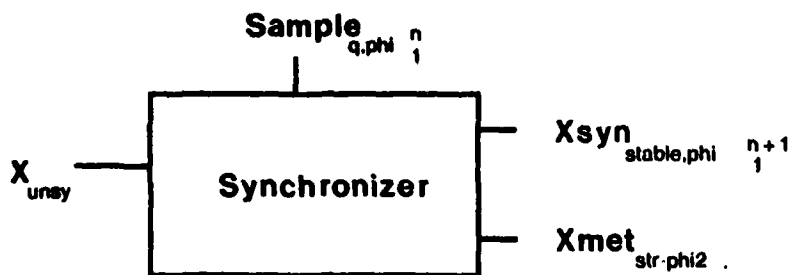 Sample q,phi n 1
X unsy
Synchronizer
Xsyn stable,phi n + 1 1
Xmet str-phi2 .